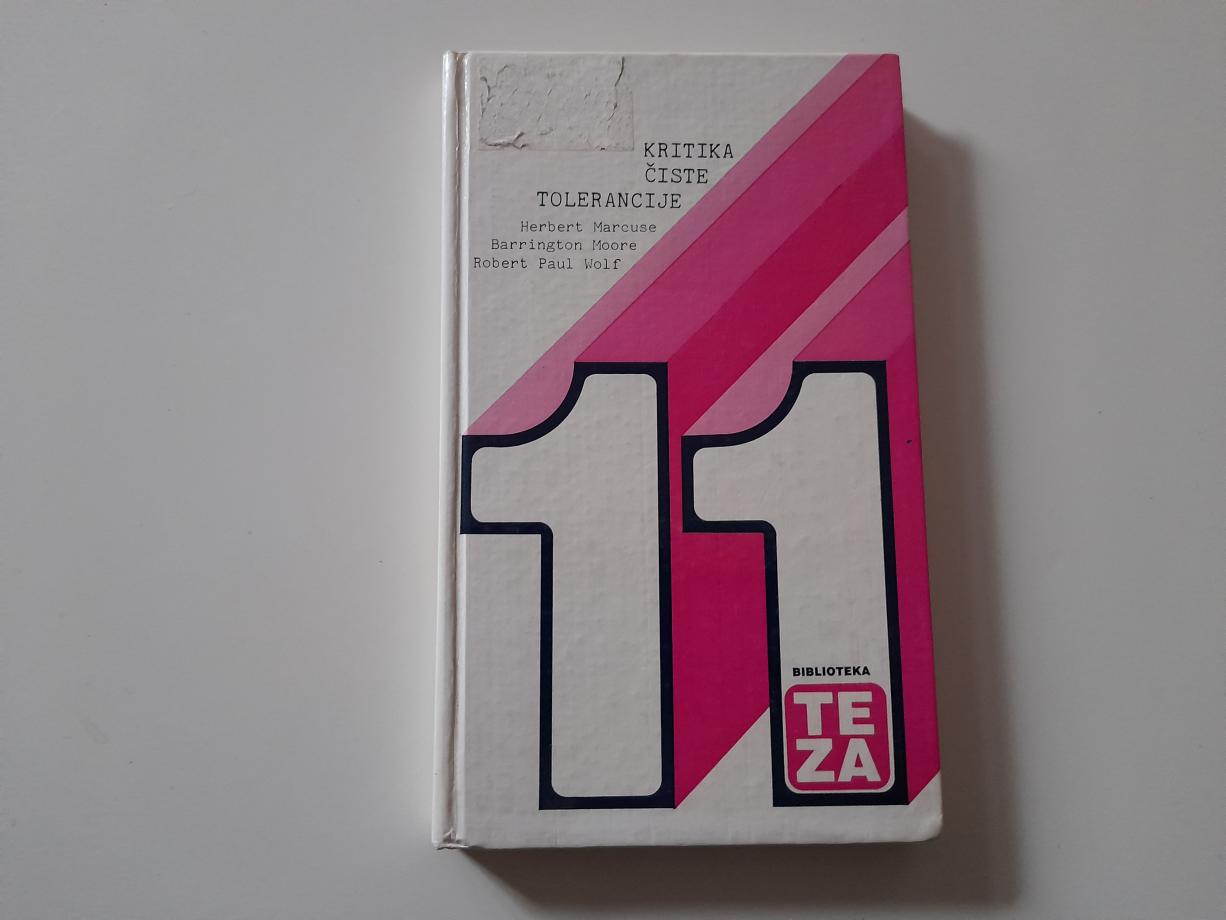 KRITIKA
ČISTE
TOLERANCIJE
Herbert Marcuse
Barrington Moore
Robert Paul Wolf
11
BIBLIOTEKA
TE
ZA